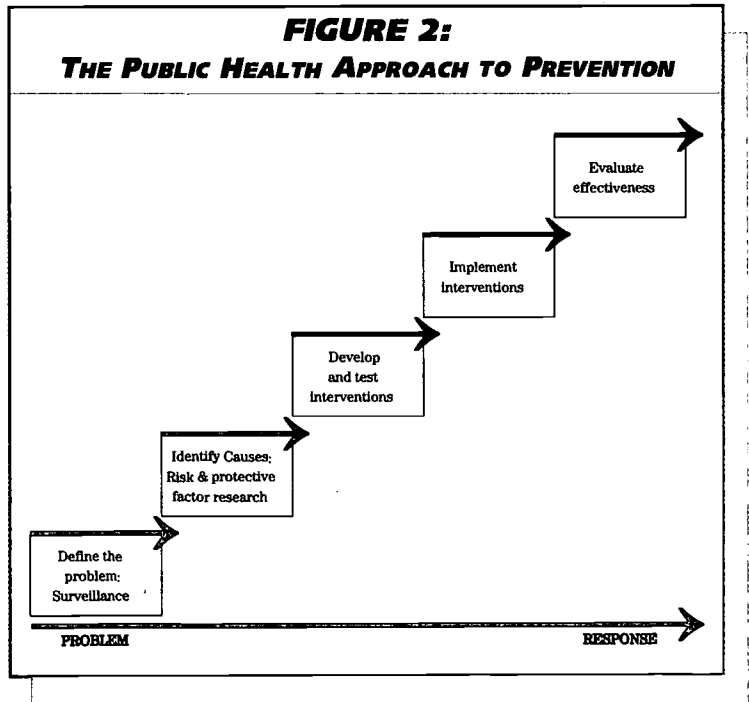 FIGURE 2:
THE PUBLIC HEALTH APPROACH TO PREVENTION
Evaluate
effectiveness
Implement
interventions
Develop
and test
interventions
Identify Causes:
Risk & protective
factor research
Define the
problem:
Surveillance
PROBLEM
RESPONSE